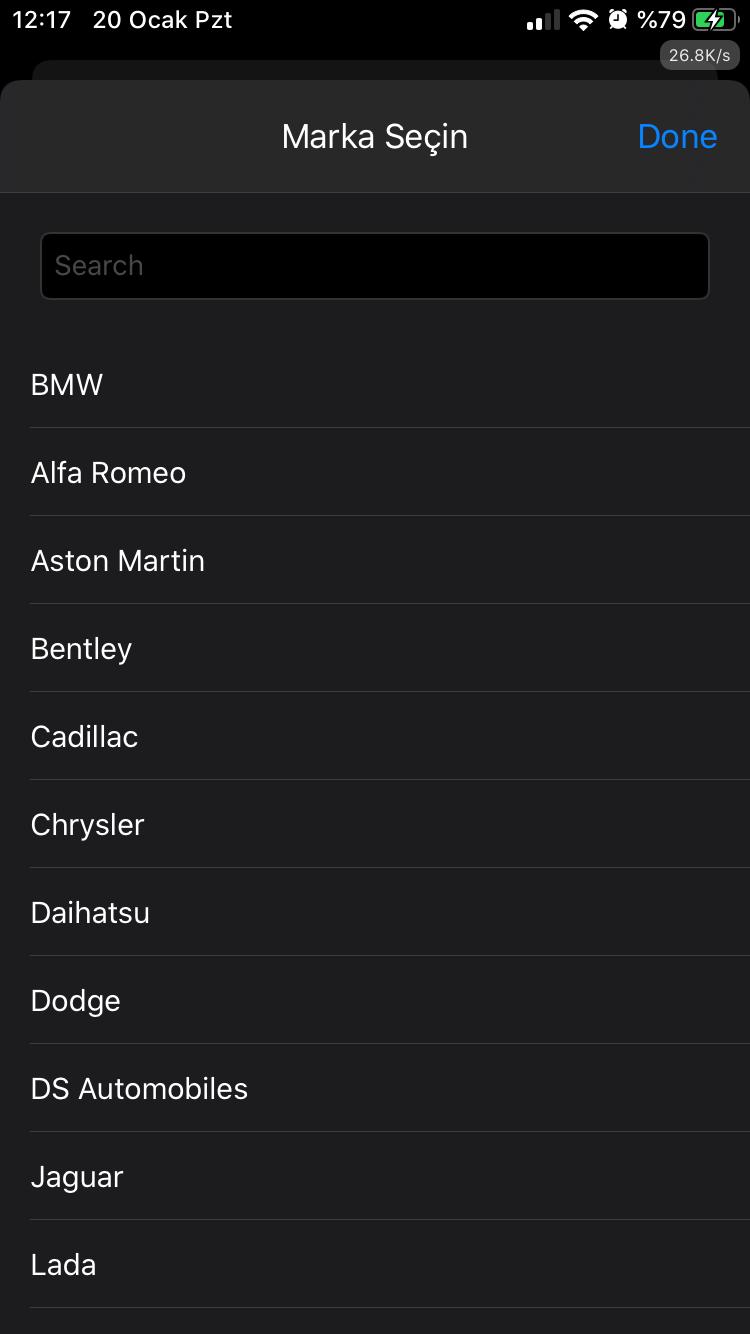 12:17 20 Ocak Pzt %79
26.8K/s
Marka Seçin Done
Search
BMW
Alfa Romeo
Aston Martin
Bentley
Cadillac
Chrysler
Daihatsu
Dodge
DS Automobiles
Jaguar
Lada